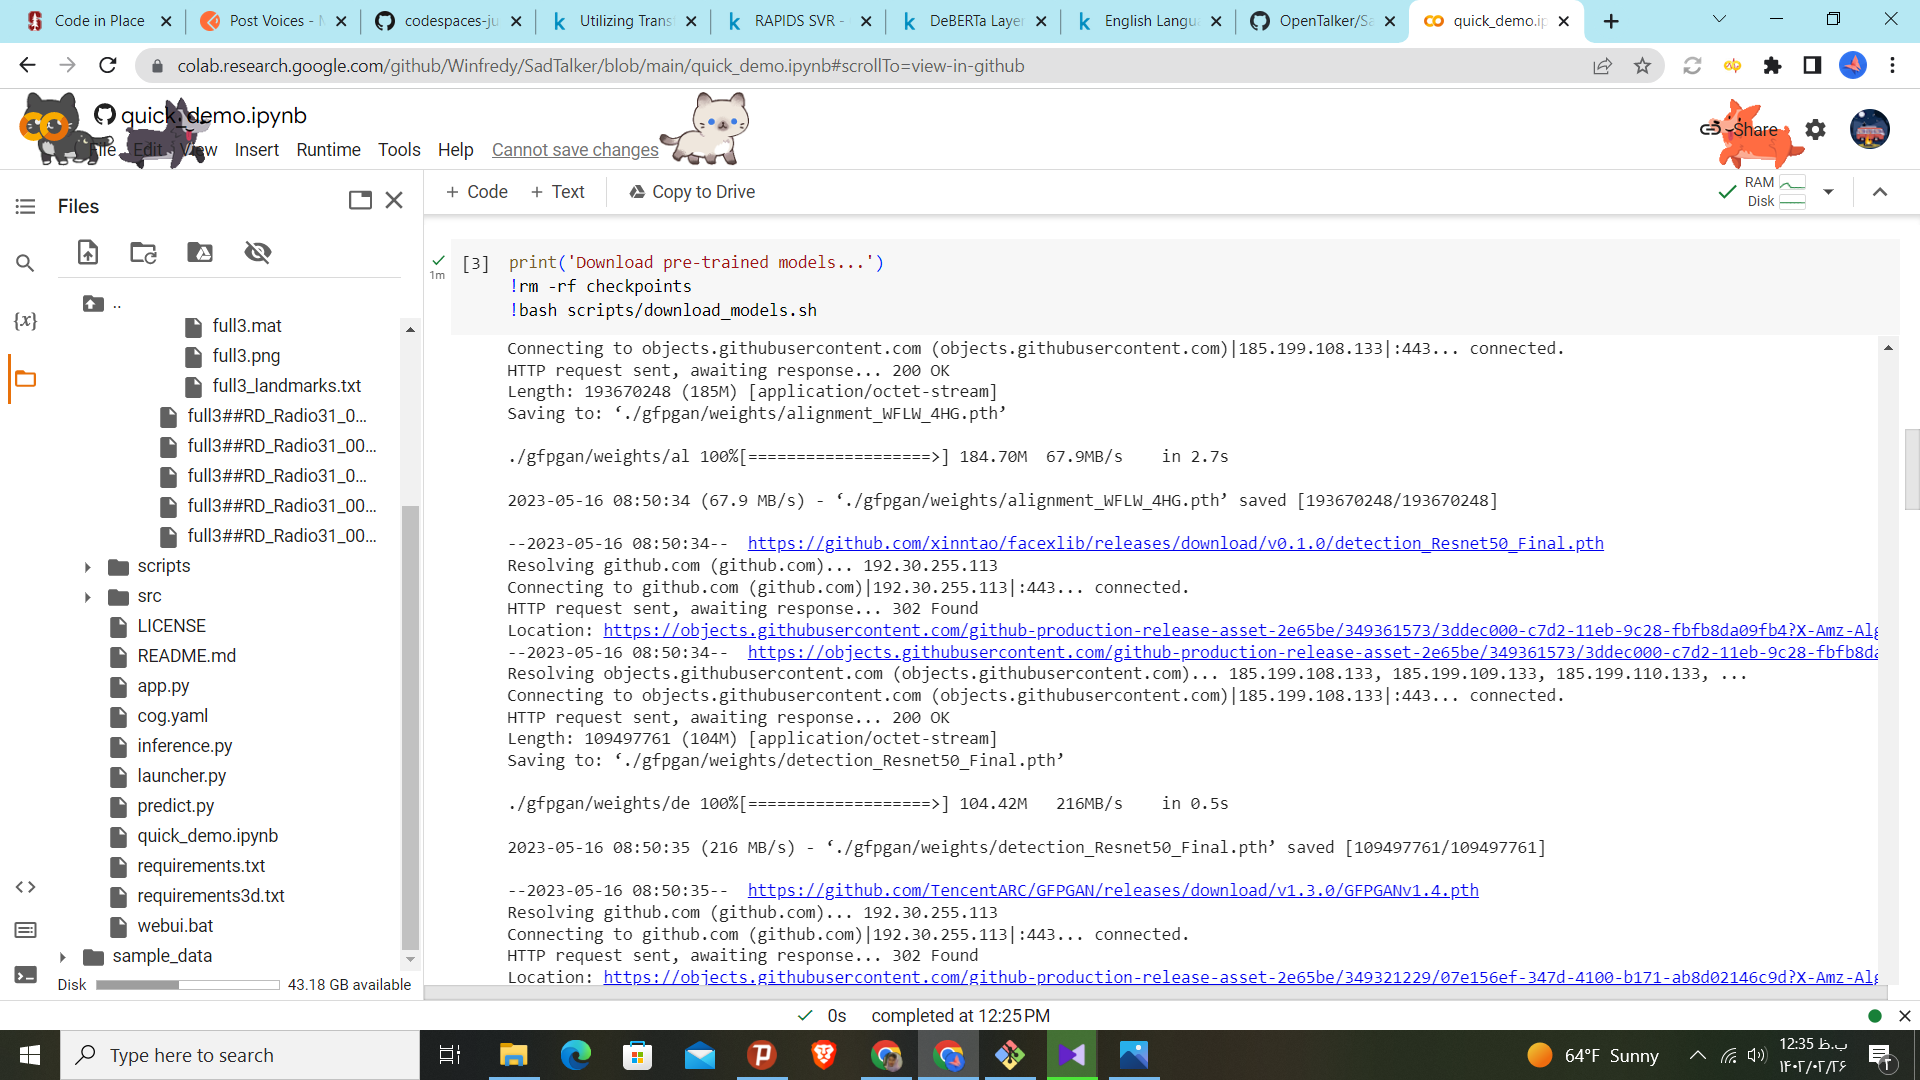 Code in Place
Post Voices - M
codespaces-ju
Utilizing Trans
RAPIDS SVR -
DeBERTa Layer
English Langu
OpenTalker/Sa
quick_demo.ip
colab.research.google.com/github/Winfredy/SadTalker/blob/main/quick_demo.ipynb#scrollTo=view-in-github
quick_demo.ipynb
File Edit View Insert Runtime Tools Help Cannot save changes
Share
Files
+ Code + Text Copy to Drive
RAM
Disk
..
full3.mat
full3.png
full3_landmarks.txt
full3##RD_Radio31_0...
full3##RD_Radio31_00...
full3##RD_Radio31_0...
full3##RD_Radio31_00...
full3##RD_Radio31_00...
scripts
src
LICENSE
README.md
app.py
cog.yaml
inference.py
launcher.py
predict.py
quick_demo.ipynb
requirements.txt
requirements3d.txt
webui.bat
sample_data
Disk 43.18 GB available
{x}
1m
[3] print('Download pre-trained models...')
!rm -rf checkpoints
!bash scripts/download_models.sh
Connecting to objects.githubusercontent.com (objects.githubusercontent.com)|185.199.108.133|:443... connected.
HTTP request sent, awaiting response... 200 OK
Length: 193670248 (185M) [application/octet-stream]
Saving to: ‘./gfpgan/weights/alignment_WFLW_4HG.pth’
./gfpgan/weights/al 100%[===================>] 184.70M 67.9MB/s in 2.7s
2023-05-16 08:50:34 (67.9 MB/s) - ‘./gfpgan/weights/alignment_WFLW_4HG.pth’ saved [193670248/193670248]
--2023-05-16 08:50:34-- https://github.com/xinntao/facexlib/releases/download/v0.1.0/detection_Resnet50_Final.pth
Resolving github.com (github.com)... 192.30.255.113
Connecting to github.com (github.com)|192.30.255.113|:443... connected.
HTTP request sent, awaiting response... 302 Found
Location: https://objects.githubusercontent.com/github-production-release-asset-2e65be/349361573/3ddec000-c7d2-11eb-9c28-fbfb8da09fb4?X-Amz-Alg
--2023-05-16 08:50:34-- https://objects.githubusercontent.com/github-production-release-asset-2e65be/349361573/3ddec000-c7d2-11eb-9c28-fbfb8da
Resolving objects.githubusercontent.com (objects.githubusercontent.com)... 185.199.108.133, 185.199.109.133, 185.199.110.133, ...
Connecting to objects.githubusercontent.com (objects.githubusercontent.com)|185.199.108.133|:443... connected.
HTTP request sent, awaiting response... 200 OK
Length: 109497761 (104M) [application/octet-stream]
Saving to: ‘./gfpgan/weights/detection_Resnet50_Final.pth’
./gfpgan/weights/de 100%[===================>] 104.42M 216MB/s in 0.5s
2023-05-16 08:50:35 (216 MB/s) - ‘./gfpgan/weights/detection_Resnet50_Final.pth’ saved [109497761/109497761]
--2023-05-16 08:50:35-- https://github.com/TencentARC/GFPGAN/releases/download/v1.3.0/GFPGANv1.4.pth
Resolving github.com (github.com)... 192.30.255.113
Connecting to github.com (github.com)|192.30.255.113|:443... connected.
HTTP request sent, awaiting response... 302 Found
Location: https://objects.githubusercontent.com/github-production-release-asset-2e65be/349321229/07e156ef-347d-4100-b171-ab8d02146c9d?X-Amz-Alg
0s completed at 12:25 PM
Type here to search
64°F Sunny
12:35 ب.ظ
۱۴۰۲/۰۲/۲۶